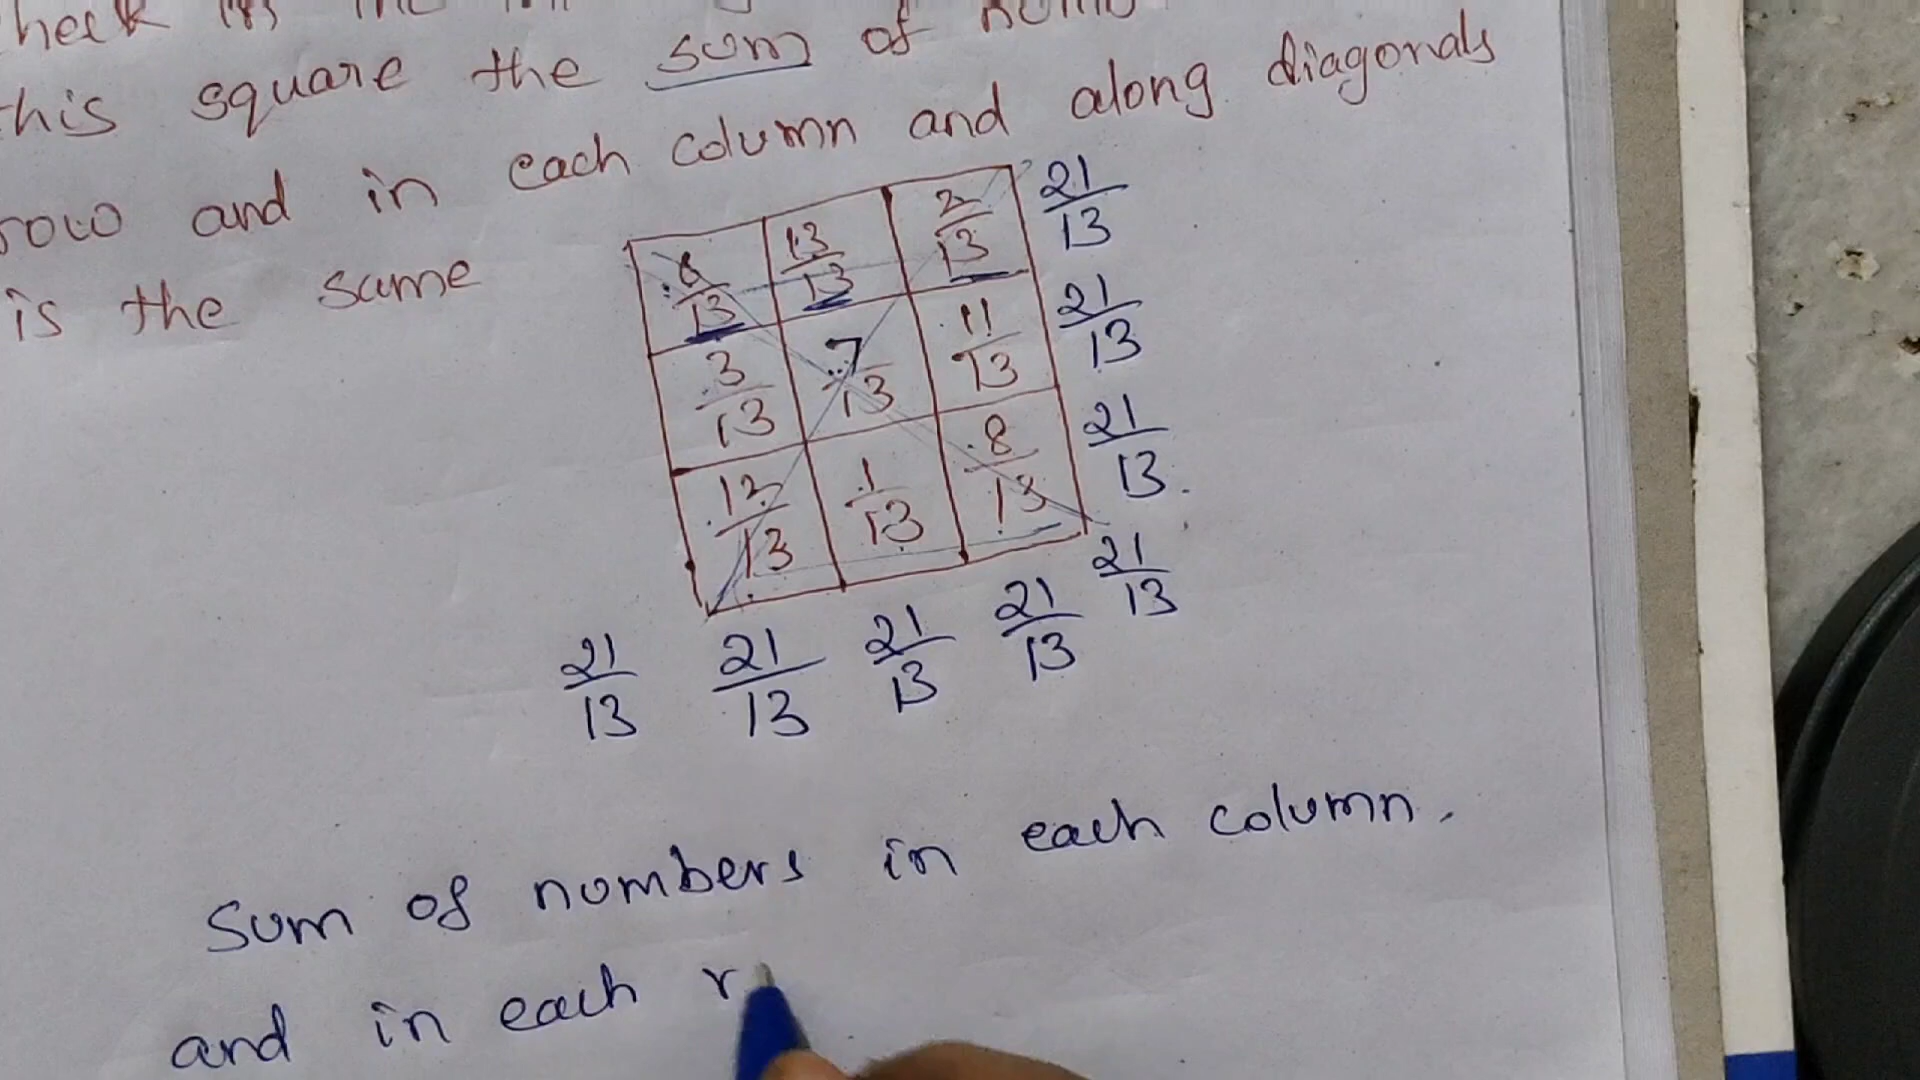 this square the sum of
row and in each column and along diagonals
is the same
6/13 13/13 2/13 21/13
3/13 7/13 11/13 21/13
12/13 1/13 8/13 21/13
21/13 21/13 21/13 21/13 21/13
Sum of numbers in each column.
and in each r